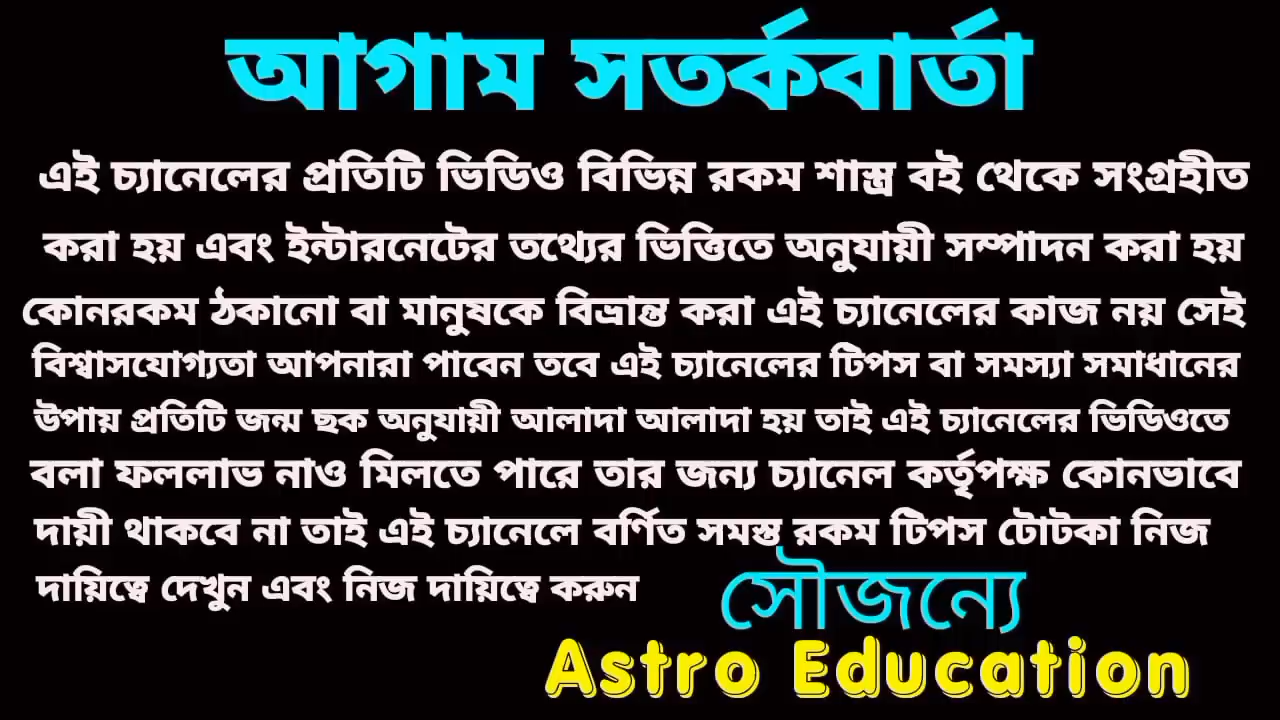 আগাম সতর্কবার্তা
এই চ্যানেলের প্রতিটি ভিডিও বিভিন্ন রকম শাস্ত্র বই থেকে সংগ্রহীত
করা হয় এবং ইন্টারনেটের তথ্যের ভিত্তিতে অনুযায়ী সম্পাদন করা হয়
কোনরকম ঠকানো বা মানুষকে বিভ্রান্ত করা এই চ্যানেলের কাজ নয় সেই
বিশ্বাসযোগ্যতা আপনারা পাবেন তবে এই চ্যানেলের টিপস বা সমস্যা সমাধানের
উপায় প্রতিটি জন্ম ছক অনুযায়ী আলাদা আলাদা হয় তাই এই চ্যানেলের ভিডিওতে
বলা ফললাভ নাও মিলতে পারে তার জন্য চ্যানেল কর্তৃপক্ষ কোনভাবে
দায়ী থাকবে না তাই এই চ্যানেলে বর্ণিত সমস্ত রকম টিপস টোটকা নিজ
দায়িত্বে দেখুন এবং নিজ দায়িত্বে করুন
সৌজন্যে
Astro Education